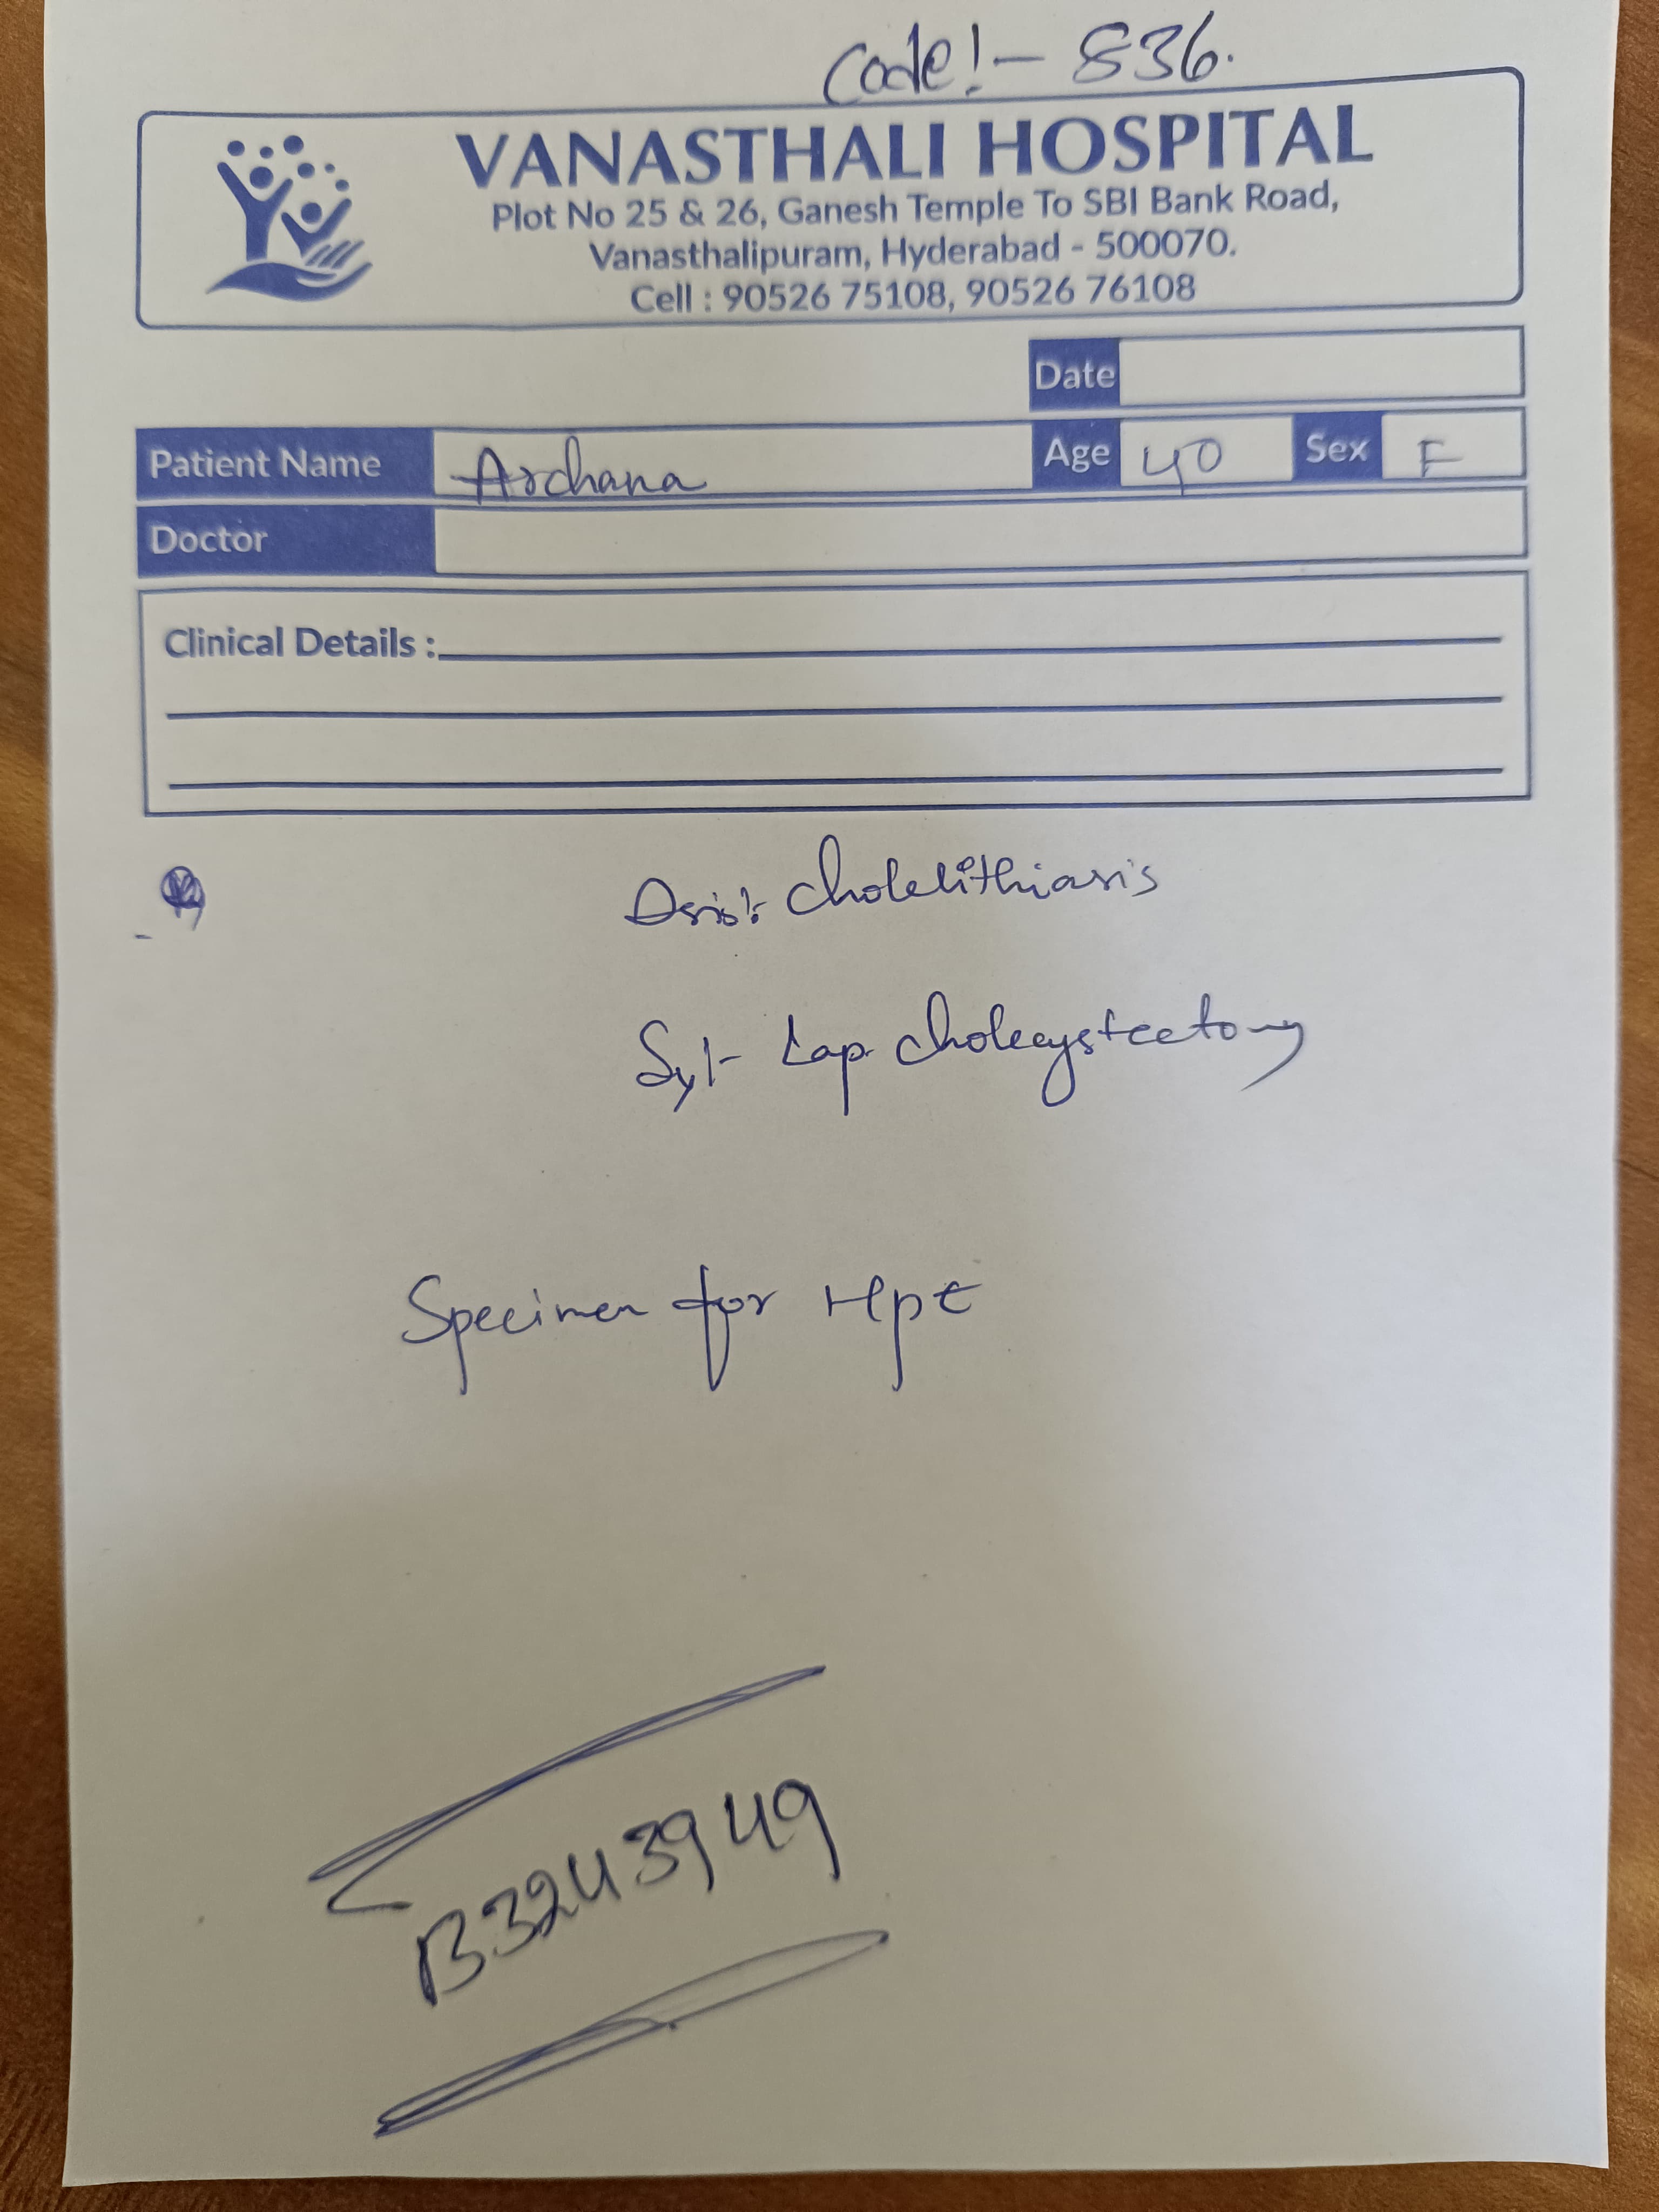 Code:- 836.
VANASTHALI HOSPITAL
Plot No 25 & 26, Ganesh Temple To SBI Bank Road,
Vanasthalipuram, Hyderabad - 500070.
Cell : 90526 75108, 90526 76108
Date
Patient Name Archana Age 40 Sex F
Doctor
Clinical Details :
:- Cholelithiasis
Sx:- Lap cholecystectomy
Specimen for HPE
B3243949